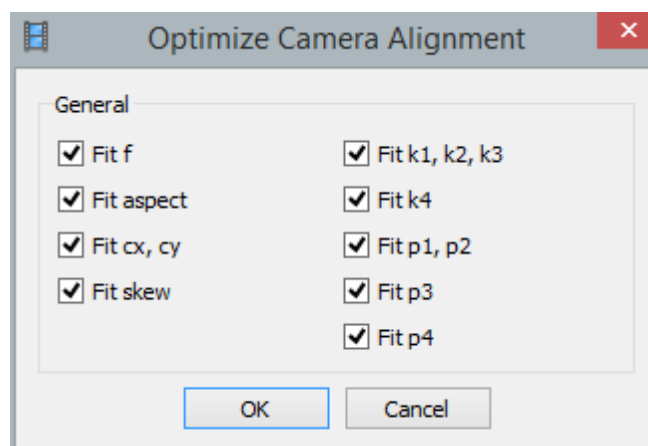 Optimize Camera Alignment
General
Fit f
Fit aspect
Fit cx, cy
Fit skew
Fit k1, k2, k3
Fit k4
Fit p1, p2
Fit p3
Fit p4
OK
Cancel